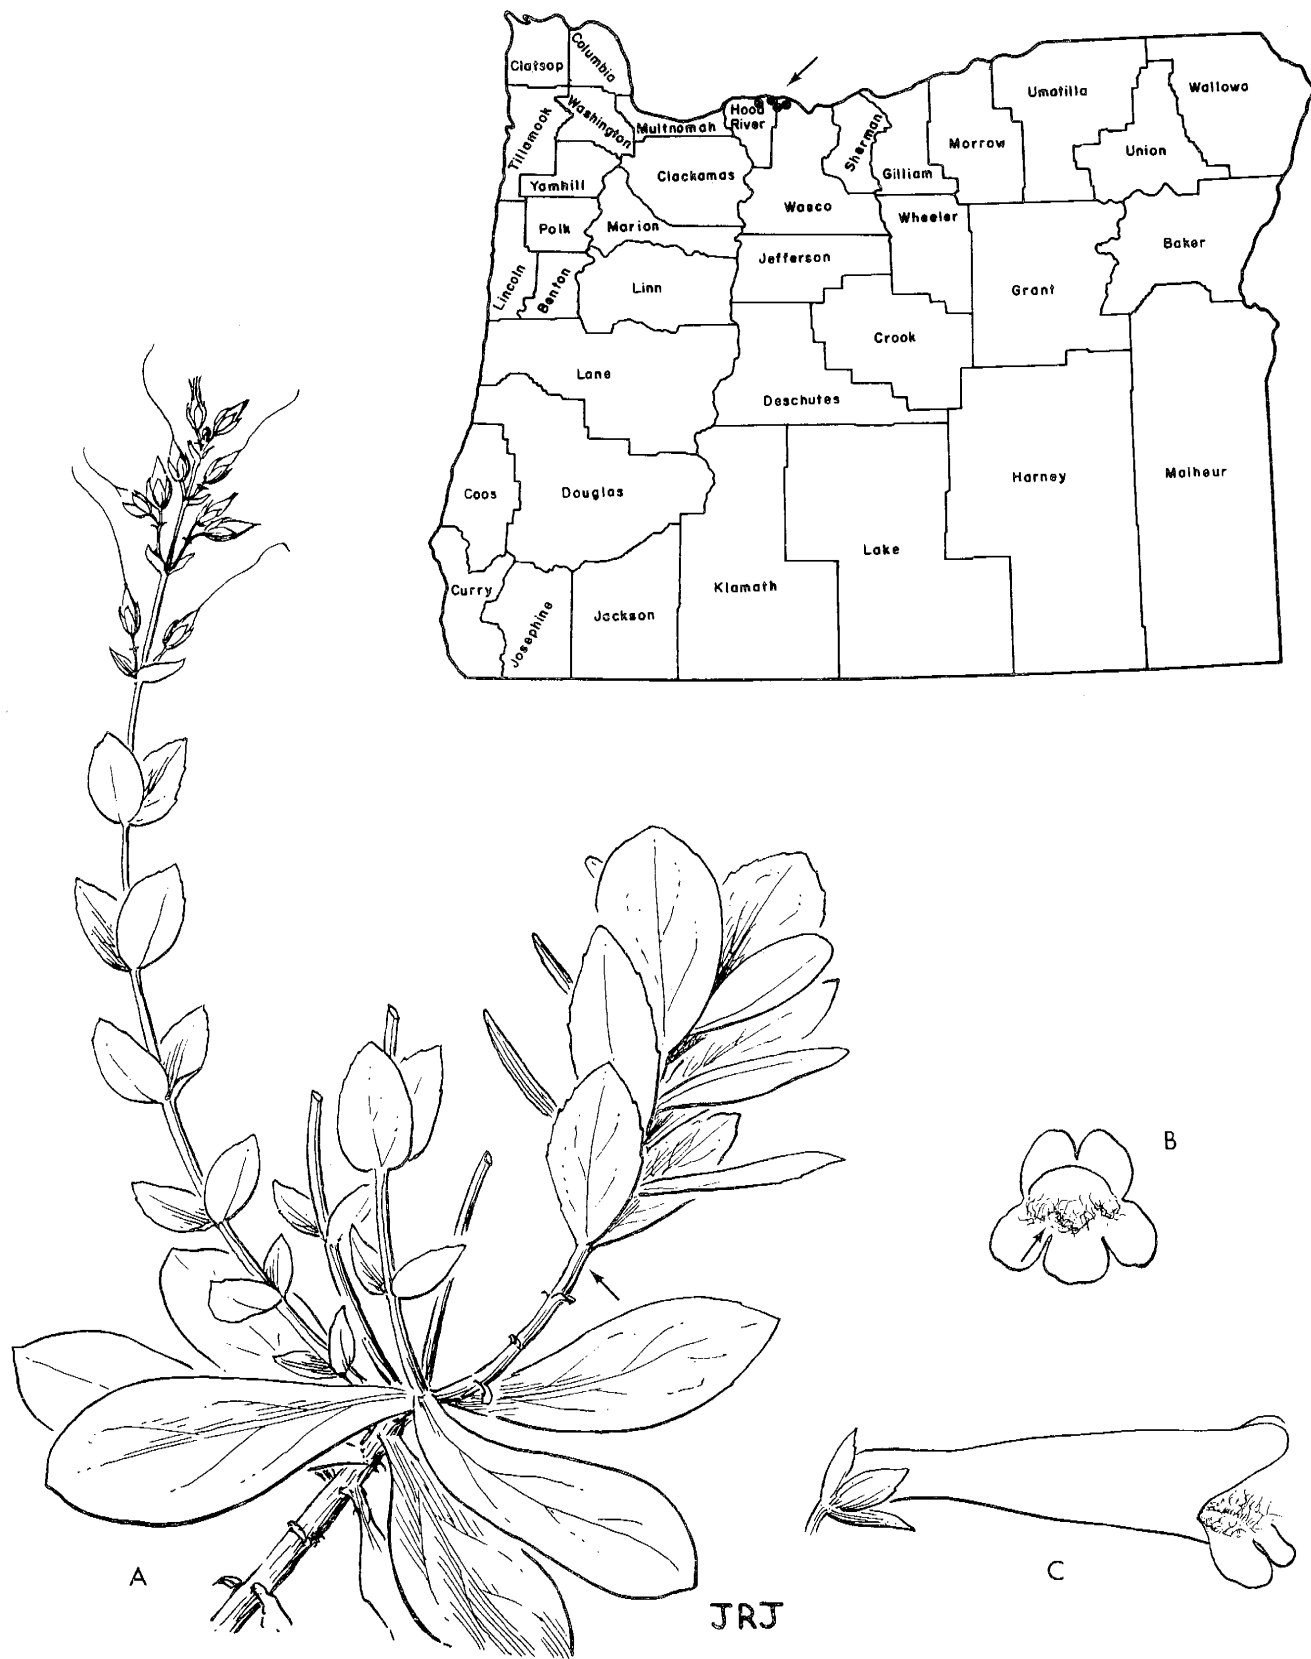 Clatsop
Columbia
Tillamook
Washington
Multnomah
Hood
River
Sherman
Gilliam
Morrow
Umatilla
Union
Wallowa
Yamhill
Clackamas
Wasco
Wheeler
Polk
Marion
Jefferson
Grant
Baker
Lincoln
Benton
Linn
Crook
Lane
Deschutes
Coos
Douglas
Harney
Malheur
Lake
Curry
Josephine
Jackson
Klamath
B
A
C
JRJ